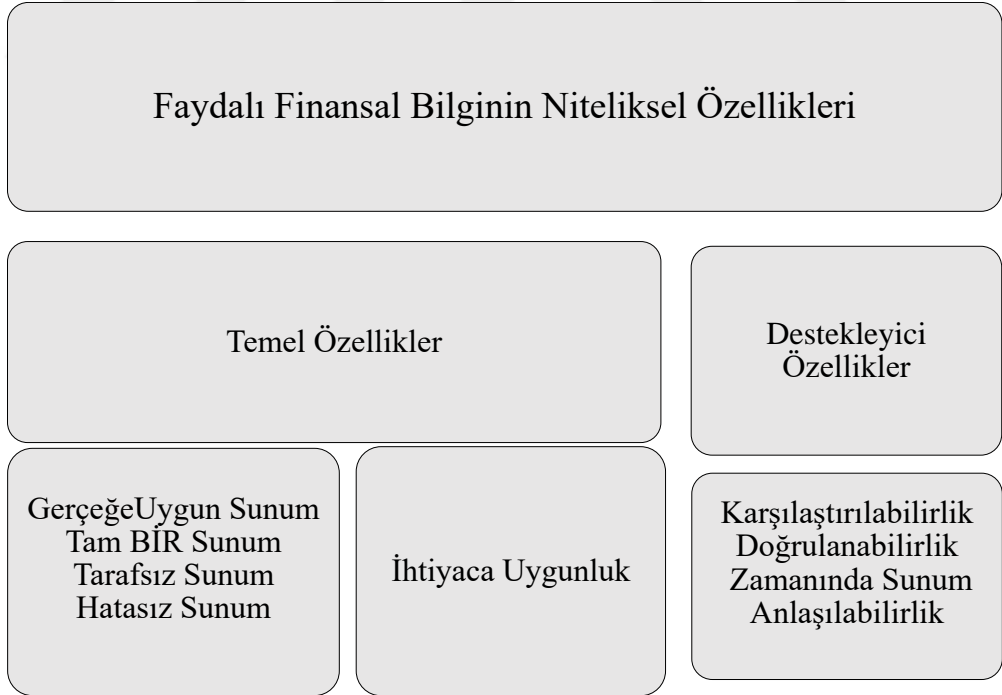 Faydalı Finansal Bilginin Niteliksel Özellikleri
Temel Özellikler
Destekleyici
Özellikler
GerçeğeUygun Sunum
Tam BİR Sunum
Tarafsız Sunum
Hatasız Sunum
İhtiyaca Uygunluk
Karşılaştırılabilirlik
Doğrulanabilirlik
Zamanında Sunum
Anlaşılabilirlik